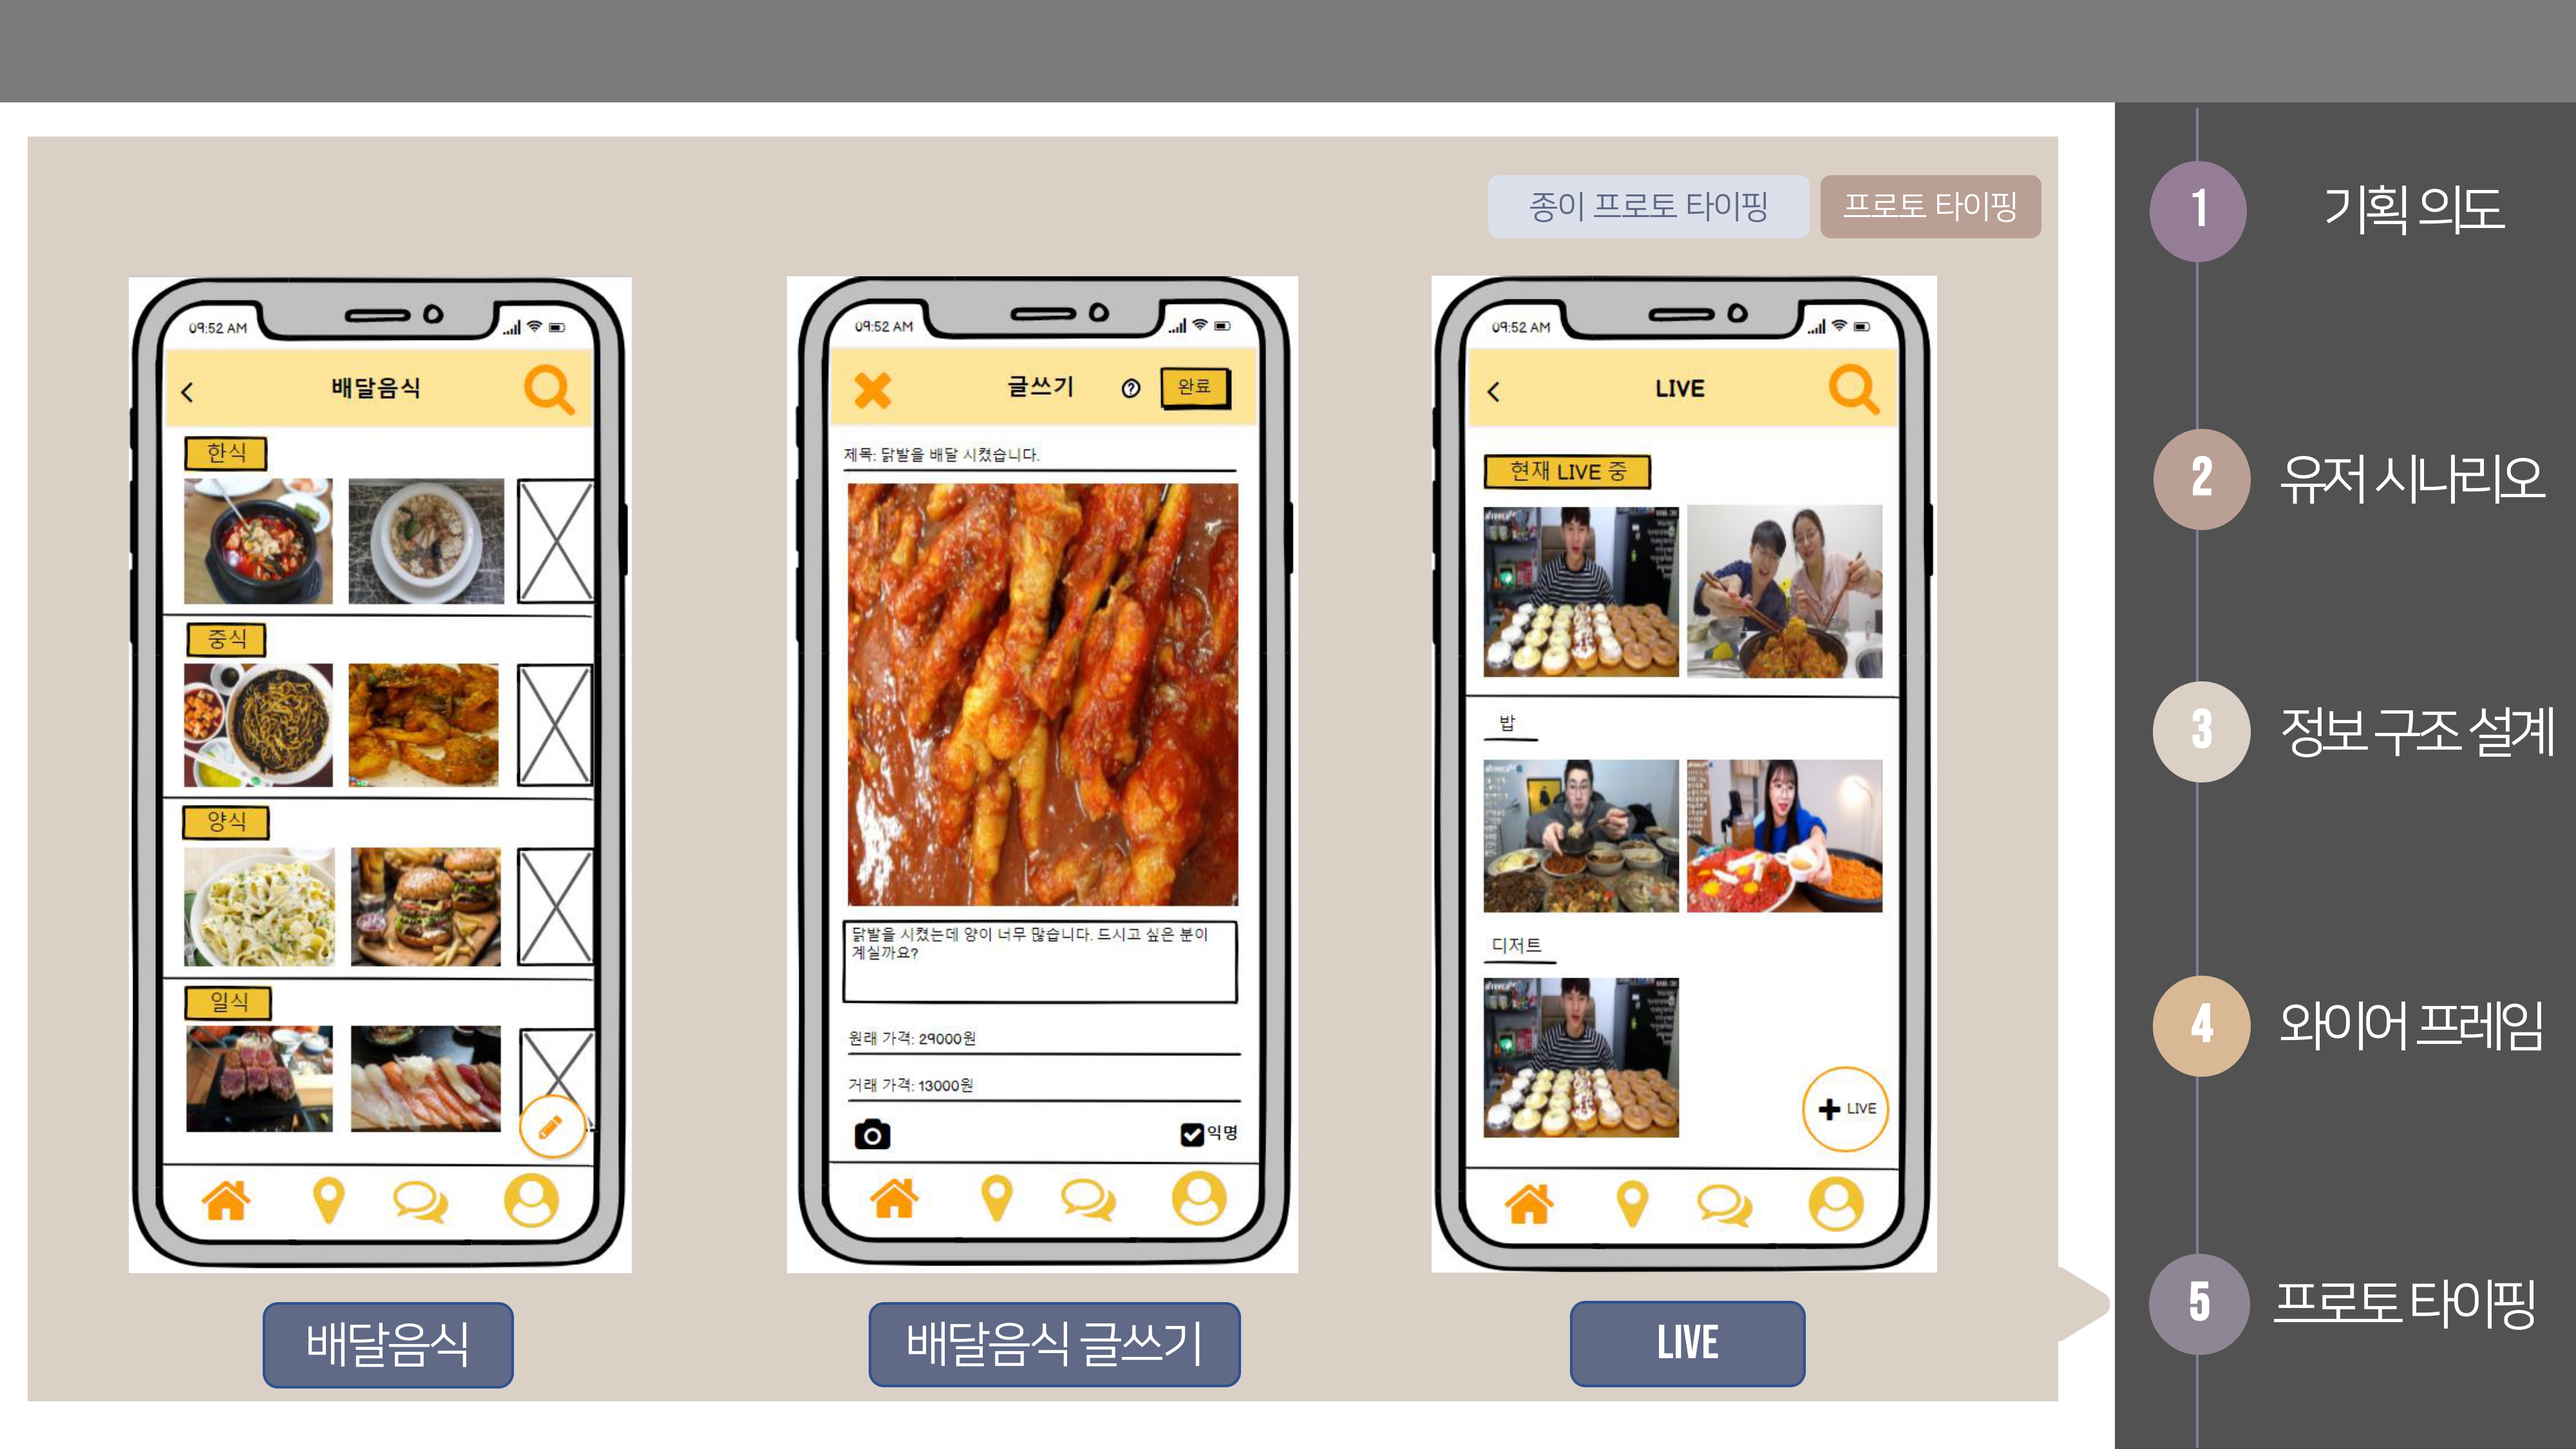 종이 프로토 타이핑
프로토 타이핑
09:52 AM
배달음식
한식
중식
양식
일식
배달음식
09:52 AM
글쓰기
완료
제목: 닭발을 배달 시켰습니다.
닭발을 시켰는데 양이 너무 많습니다. 드시고 싶은 분이
계실까요?
원래 가격: 29000원
거래 가격: 13000원
익명
배달음식 글쓰기
09:52 AM
LIVE
현재 LIVE 중
밥
디저트
LIVE
LIVE
1 기획 의도
2 유저 시나리오
3 정보 구조 설계
4 와이어 프레임
5 프로토 타이핑